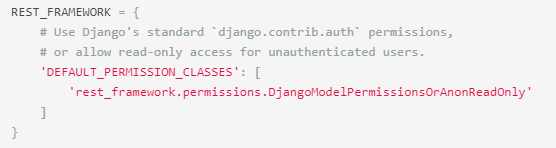 REST_FRAMEWORK = {
    # Use Django's standard `django.contrib.auth` permissions,
    # or allow read-only access for unauthenticated users.
    'DEFAULT_PERMISSION_CLASSES': [
        'rest_framework.permissions.DjangoModelPermissionsOrAnonReadOnly'
    ]
}